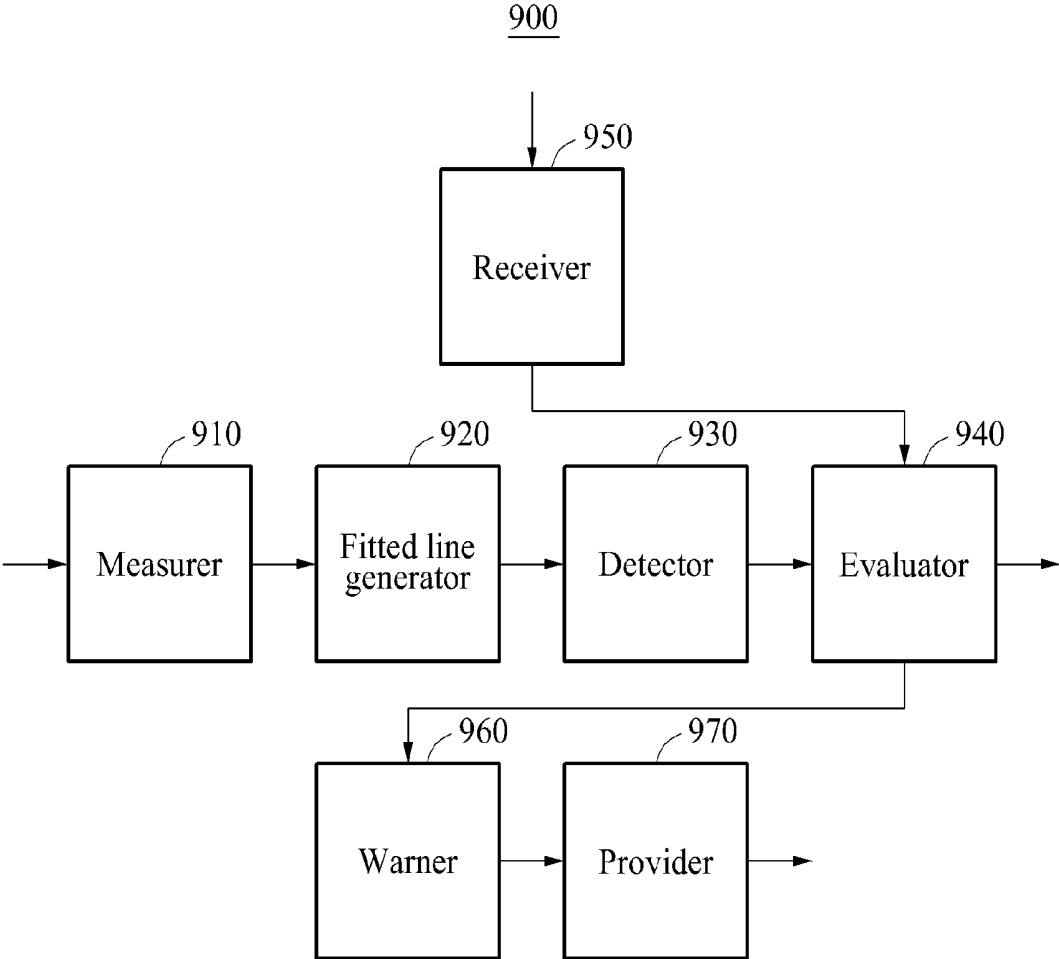 900
950
Receiver
910
920
930
940
Measurer
Fitted line
generator
Detector
Evaluator
960
970
Warner
Provider